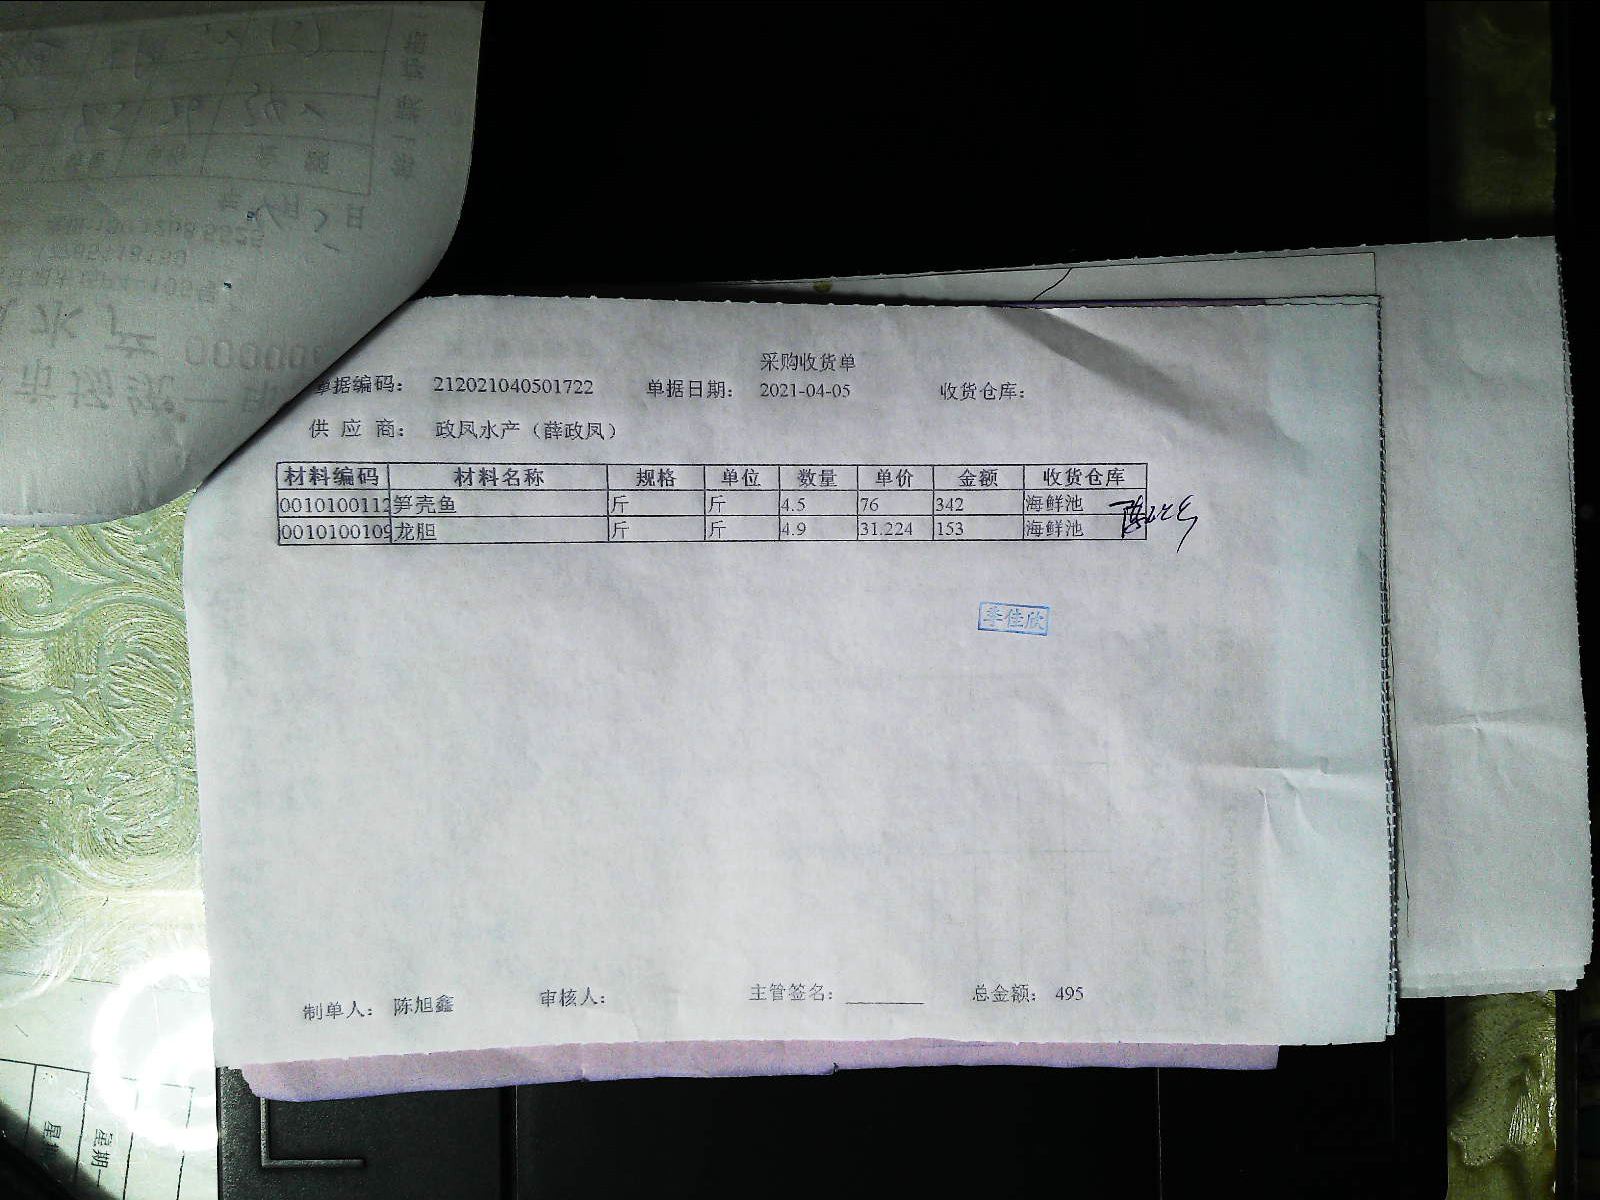 采购收货单
单据编码： 212021040501722 单据日期： 2021-04-05 收货仓库：
供 应 商： 政凤水产（薛政凤）
材料编码 材料名称 规格 单位 数量 单价 金额 收货仓库
0010100112 笋壳鱼 斤 斤 4.5 76 342 海鲜池
0010100109 龙胆 斤 斤 4.9 31.224 153 海鲜池
李佳欣
制单人： 陈旭鑫 审核人： 主管签名： ________ 总金额： 495
星期一